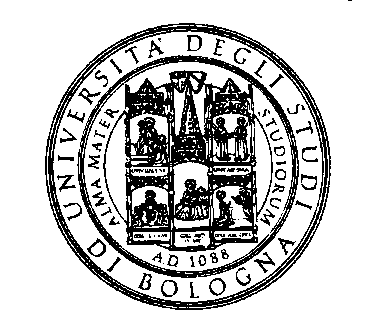 UNIVERSITA' DEGLI STUDI
DI BOLOGNA
ALMA MATER
STUDIORUM
AD 1088